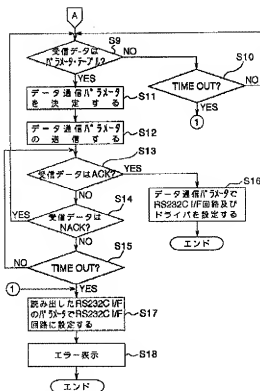 A
S9
受信データは
パラメータ・テーブル?
NO
S10
YES
TIME OUT?
NO
YES
①
S11
データ通信パラメータ
を決定する
S12
データ通信パラメータ
の送信する
S13
受信データはACK?
YES
NO
S14
受信データは
NACK?
YES
NO
S16
データ通信パラメータで
RS232C I/F回路及び
ドライバを設定する
エンド
S15
TIME OUT?
NO
YES
①
S17
読み出したRS232C I/F
のパラメータでRS232C I/F
回路に設定する
S18
エラー表示
エンド